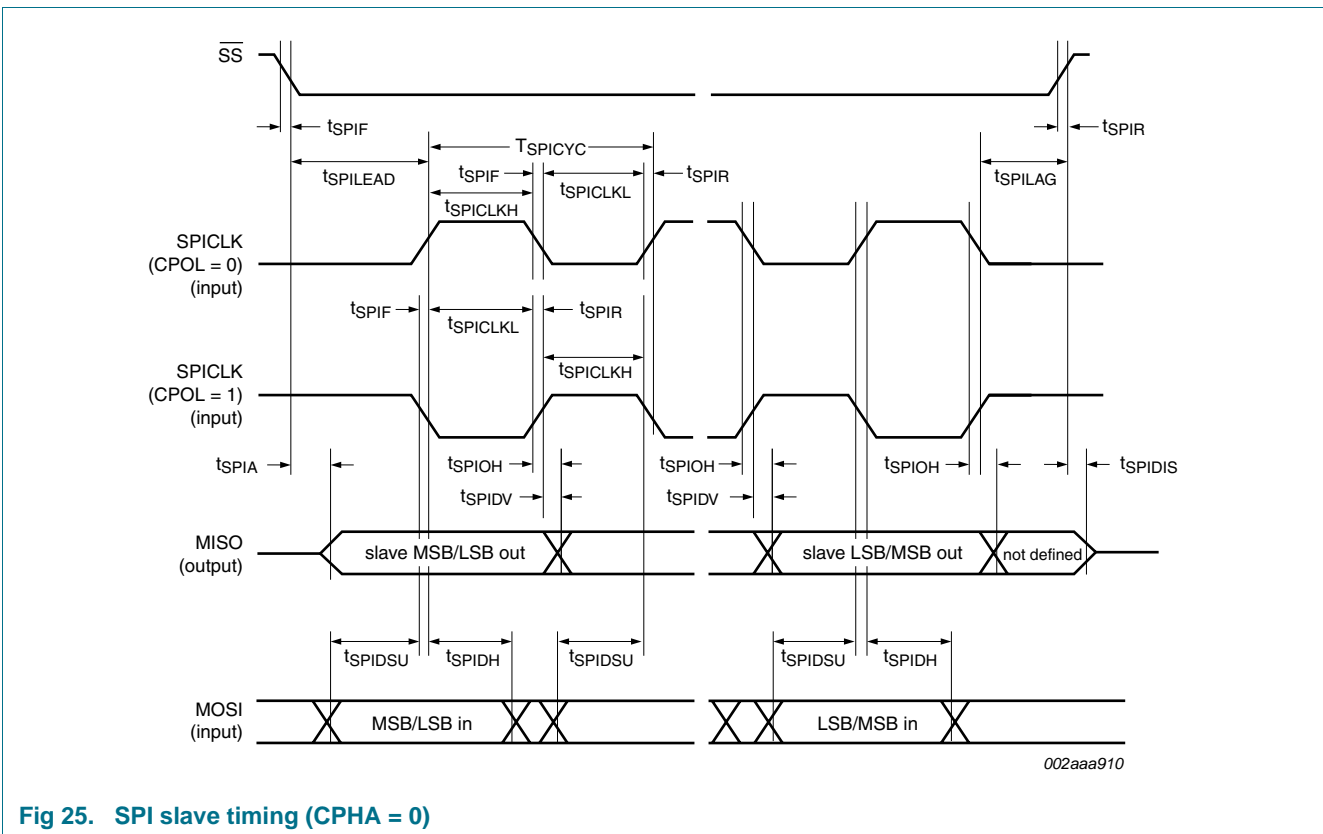 SS
tSPIF
tSPIR
TSPICYC
tSPILEAD
tSPIF
tSPICLKL
tSPIR
tSPILAG
tSPICLKH
SPICLK
(CPOL = 0)
(input)
tSPIF
tSPICLKL
tSPIR
SPICLK
(CPOL = 1)
(input)
tSPICLKH
tSPIA
tSPIOH
tSPIOH
tSPIOH
tSPIDIS
tSPIDV
tSPIDV
MISO
(output)
slave MSB/LSB out
slave LSB/MSB out
not defined
tSPIDSU
tSPIDH
tSPIDSU
tSPIDSU
tSPIDH
MOSI
(input)
MSB/LSB in
LSB/MSB in
002aaa910
Fig 25. SPI slave timing (CPHA = 0)